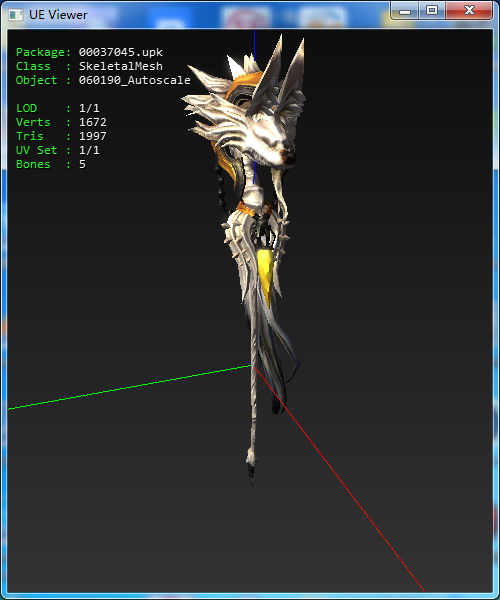 UE Viewer
Package: 00037045.upk
Class : SkeletalMesh
Object : 060190_Autoscale
LOD : 1/1
Verts : 1672
Tris : 1997
UV Set : 1/1
Bones : 5